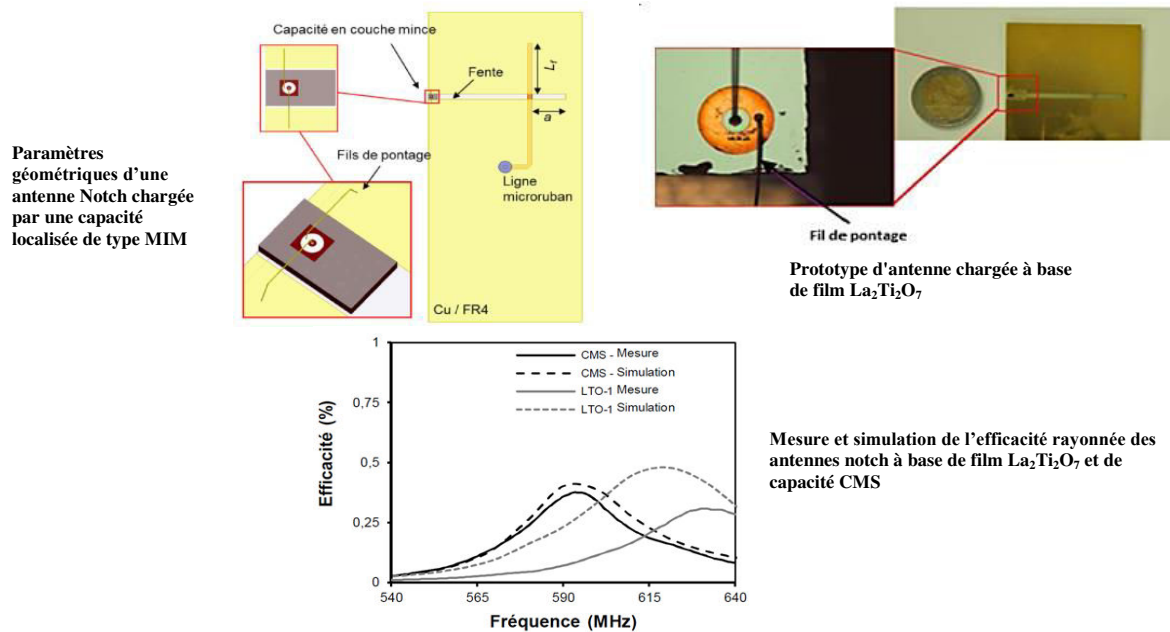 Capacité en couche mince
Fente
Lf
a
Fils de pontage
Ligne
microruban
Cu / FR4
Paramètres
géométriques d'une
antenne Notch chargée
par une capacité
localisée de type MIM
Fil de pontage
Prototype d'antenne chargée à base
de film La₂Ti₂O₇
1
0,75
0,5
0,25
0
Efficacité (%)
CMS - Mesure
CMS - Simulation
LTO-1 Mesure
LTO-1 Simulation
540 565 590 615 640
Fréquence (MHz)
Mesure et simulation de l'efficacité rayonnée des
antennes notch à base de film La₂Ti₂O₇ et de
capacité CMS